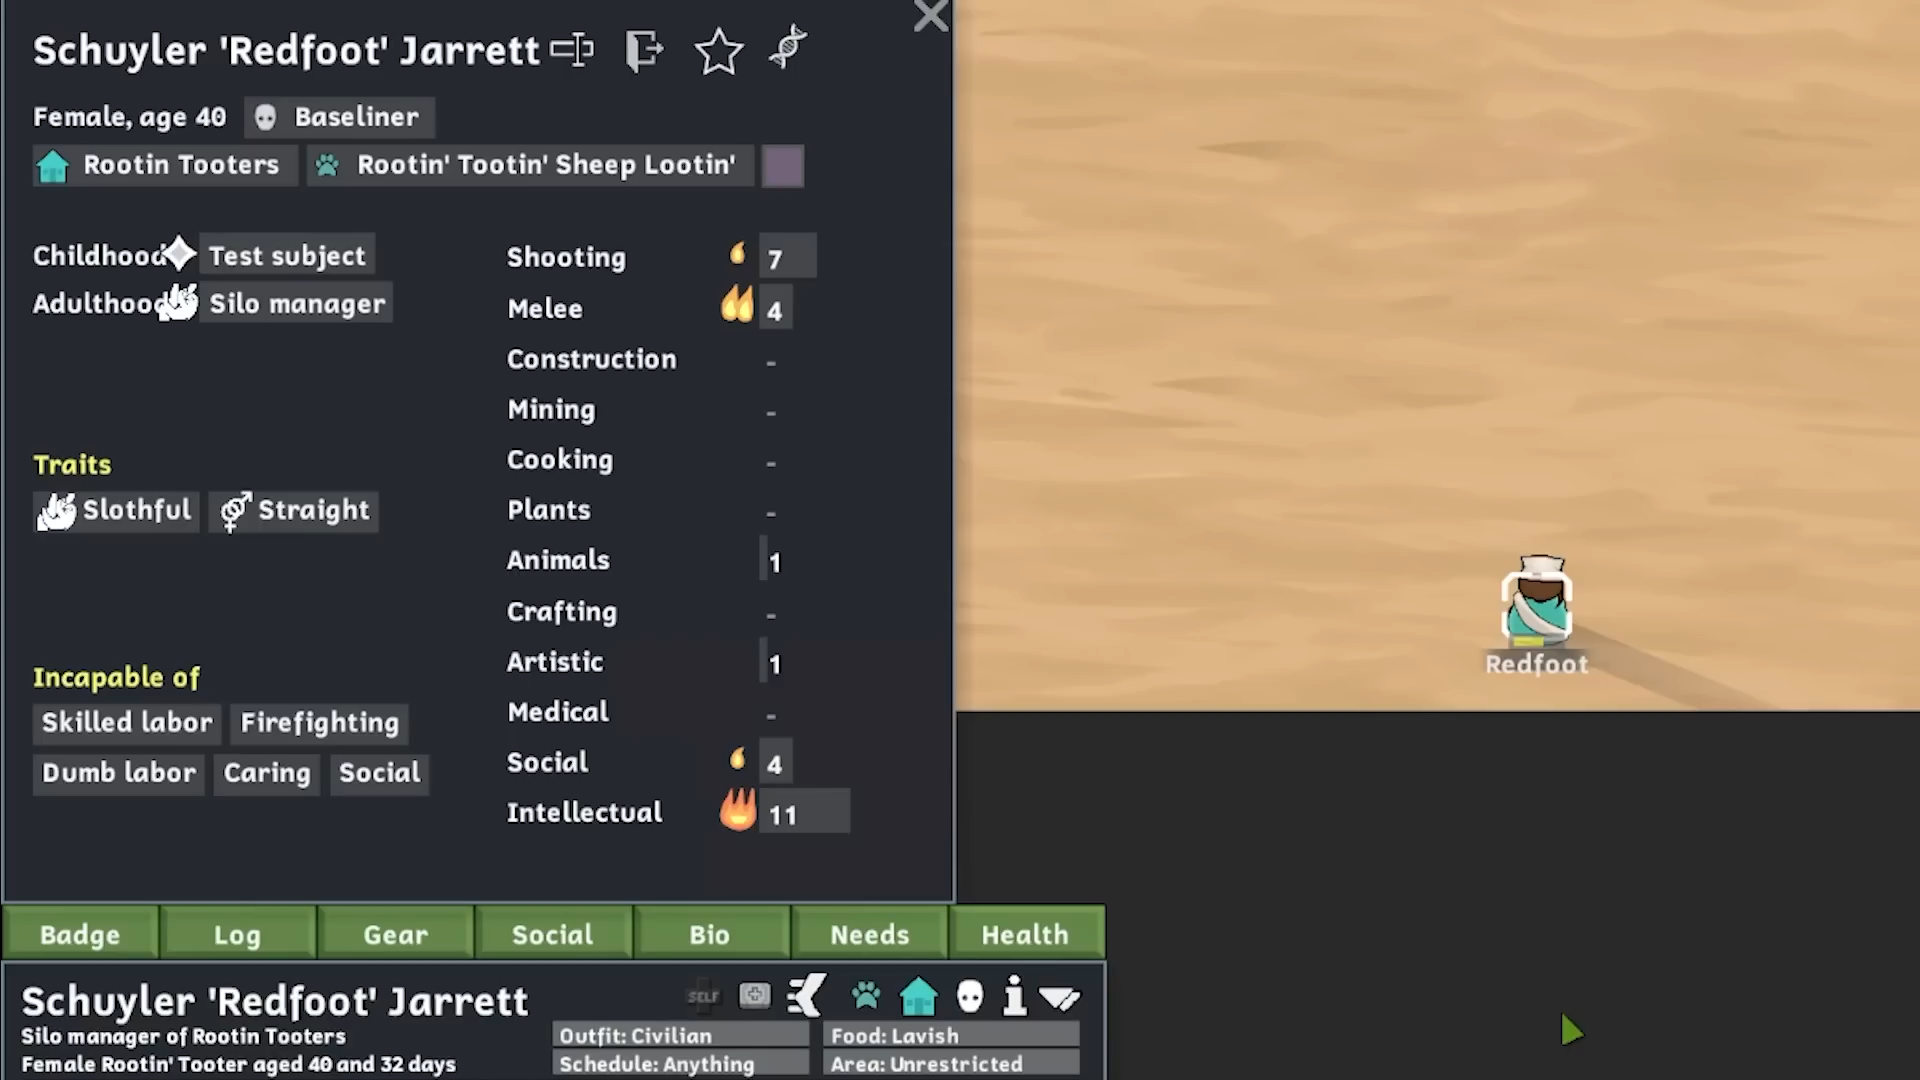 Schuyler 'Redfoot' Jarrett
Female, age 40 Baseliner
Rootin Tooters Rootin' Tootin' Sheep Lootin'
Childhood Test subject
Adulthood Silo manager
Traits
Slothful Straight
Incapable of
Skilled labor Firefighting
Dumb labor Caring Social
Shooting 7
Melee 4
Construction -
Mining -
Cooking -
Plants -
Animals 1
Crafting -
Artistic 1
Medical -
Social 4
Intellectual 11
Redfoot
Badge Log Gear Social Bio Needs Health
Schuyler 'Redfoot' Jarrett
SELF
Silo manager of Rootin Tooters
Female Rootin' Tooter aged 40 and 32 days
Outfit: Civilian Food: Lavish
Schedule: Anything Area: Unrestricted